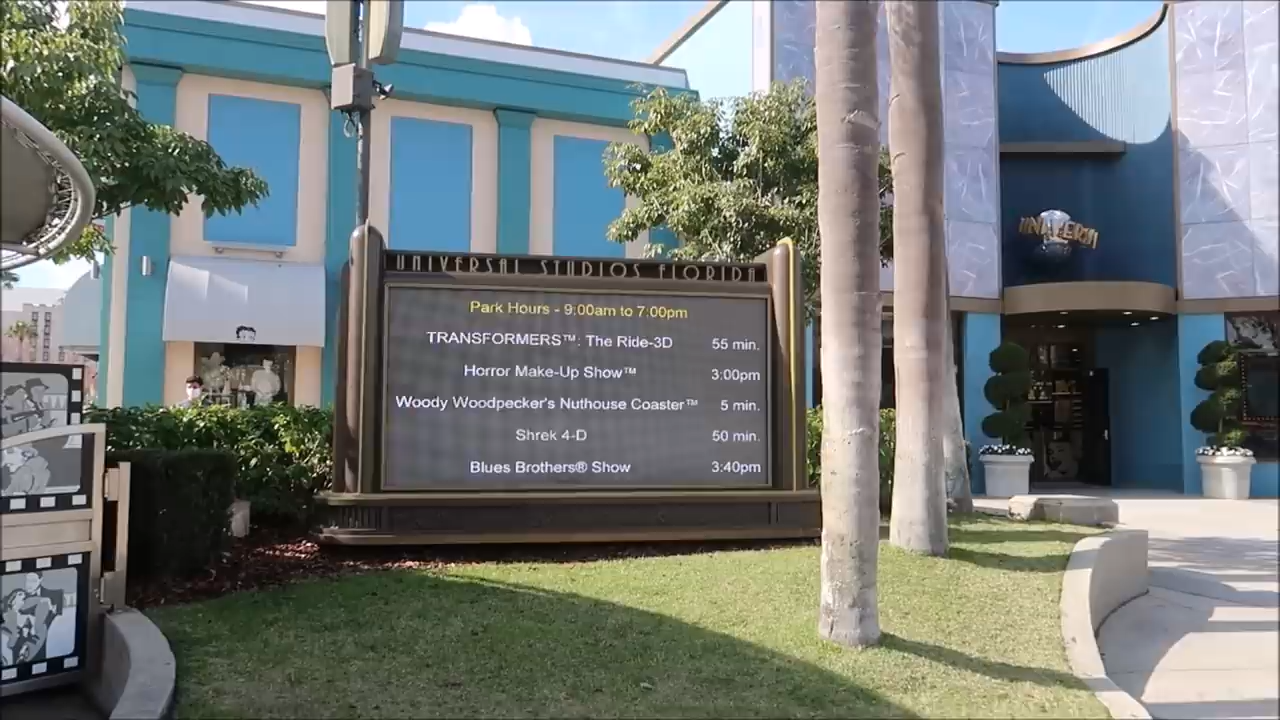 UNIVERSAL STUDIOS FLORIDA
Park Hours - 9:00am to 7:00pm
TRANSFORMERS™: The Ride-3D 55 min.
Horror Make-Up Show™ 3:00pm
Woody Woodpecker's Nuthouse Coaster™ 5 min.
Shrek 4-D 50 min.
Blues Brothers® Show 3:40pm